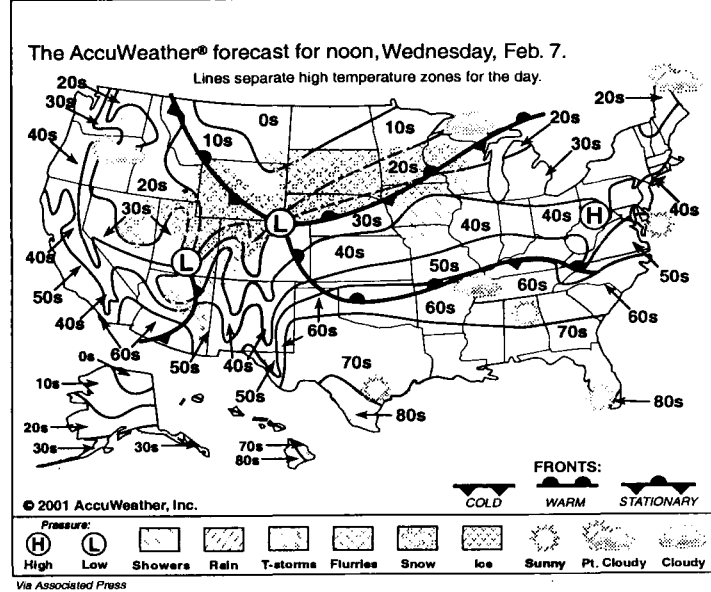 The AccuWeather® forecast for noon, Wednesday, Feb. 7.
Lines separate high temperature zones for the day.
20s
30s
40s
0s
10s
10s
20s
20s
20s
30s
20s
30s
30s
40s
40s
40s
40s
40s
50s
50s
50s
40s
60s
60s
60s
60s
50s
40s
60s
70s
50s
70s
80s
80s
0s
10s
20s
30s
30s
70s
80s
FRONTS:
COLD WARM STATIONARY
© 2001 AccuWeather, Inc.
Pressure:
H L
High Low Showers Rain T-storms Flurries Snow Ice Sunny Pt. Cloudy Cloudy
Via Associated Press
H
L
L